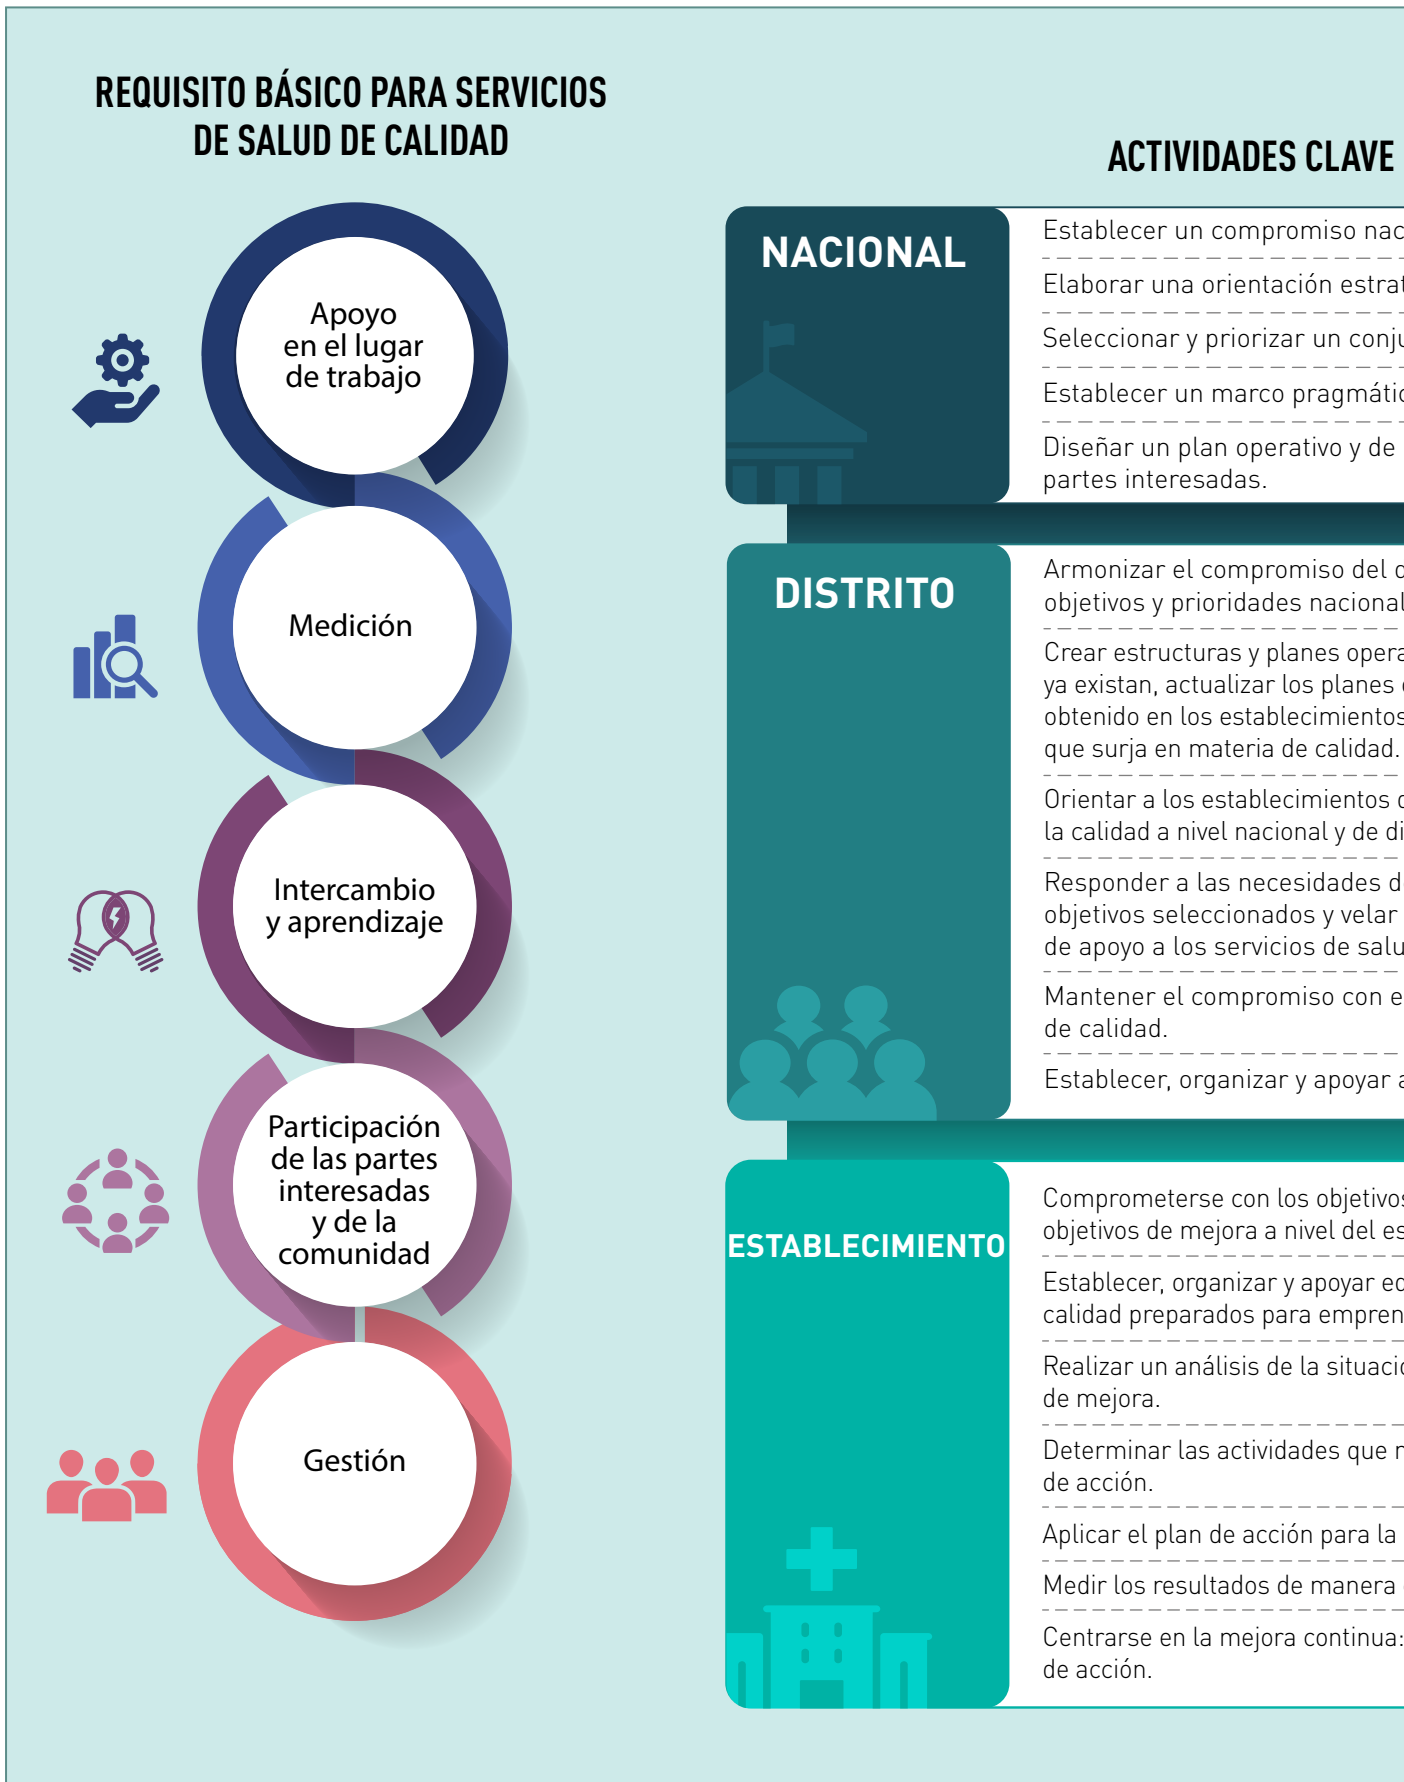 REQUISITO BÁSICO PARA SERVICIOS
DE SALUD DE CALIDAD
Apoyo
en el lugar
de trabajo
Medición
Intercambio
y aprendizaje
Participación
de las partes
interesadas
y de la
comunidad
Gestión
ACTIVIDADES CLAVE
NACIONAL
Establecer un compromiso nac
Elaborar una orientación estrat
Seleccionar y priorizar un conju
Establecer un marco pragmátic
Diseñar un plan operativo y de
partes interesadas.
DISTRITO
Armonizar el compromiso del
objetivos y prioridades nacional
Crear estructuras y planes opera
ya existan, actualizar los planes
obtenido en los establecimientos
que surja en materia de calidad.
Orientar a los establecimientos
la calidad a nivel nacional y de di
Responder a las necesidades d
objetivos seleccionados y velar
de apoyo a los servicios de salu
Mantener el compromiso con e
de calidad.
Establecer, organizar y apoyar a
ESTABLECIMIENTO
Comprometerse con los objetivos
objetivos de mejora a nivel del es
Establecer, organizar y apoyar eq
calidad preparados para empren
Realizar un análisis de la situació
de mejora.
Determinar las actividades que
de acción.
Aplicar el plan de acción para la
Medir los resultados de manera
Centrarse en la mejora continua:
de acción.